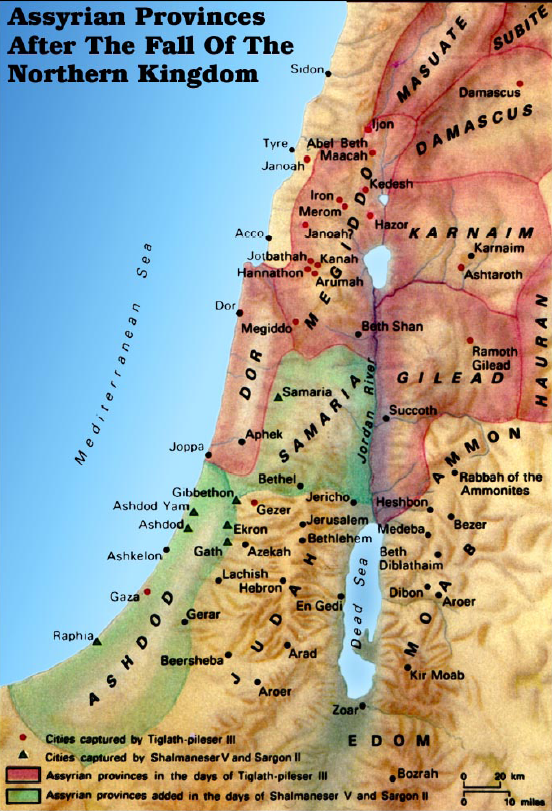 Assyrian Provinces
After The Fall Of The
Northern Kingdom
MASUATE
SUBITE
Sidon
Damascus
DAMASCUS
Ijon
Tyre
Abel Beth
Maacah
Janoah
Kedesh
Iron
Merom
Hazor
Janoah?
KARNAIM
Acco
Karnaim
Jotbathah
Kanah
Hannathon
Arumah
Ashtaroth
MEGIDDO
Mediterranean Sea
Dor
Megiddo
Beth Shan
HAURAN
DOR
Ramoth
Gilead
GILEAD
Samaria
SAMARIA
Jordan River
Succoth
Aphek
AMMON
Joppa
Bethel
Rabbah of the
Ammonites
Gibbethon
Jericho
Heshbon
Ashdod Yam
Gezer
Ashdod
Ekron
Jerusalem
Medeba
Bezer
Bethlehem
Gath
Azekah
Ashkelon
Beth
Diblathaim
Lachish
Hebron
Dead Sea
Gaza
En Gedi
Dibon
Aroer
MOAB
Gerar
Raphia
ASHDOD
JUDAH
Beersheba
Arad
Kir Moab
Aroer
Zoar
EDOM
Cities captured by Tiglath-pileser III
Cities captured by Shalmaneser V and Sargon II
Assyrian provinces in the days of Tiglath-pileser III
Assyrian provinces added in the days of Shalmaneser V and Sargon II
Bozrah
0 20 km
0 10 miles